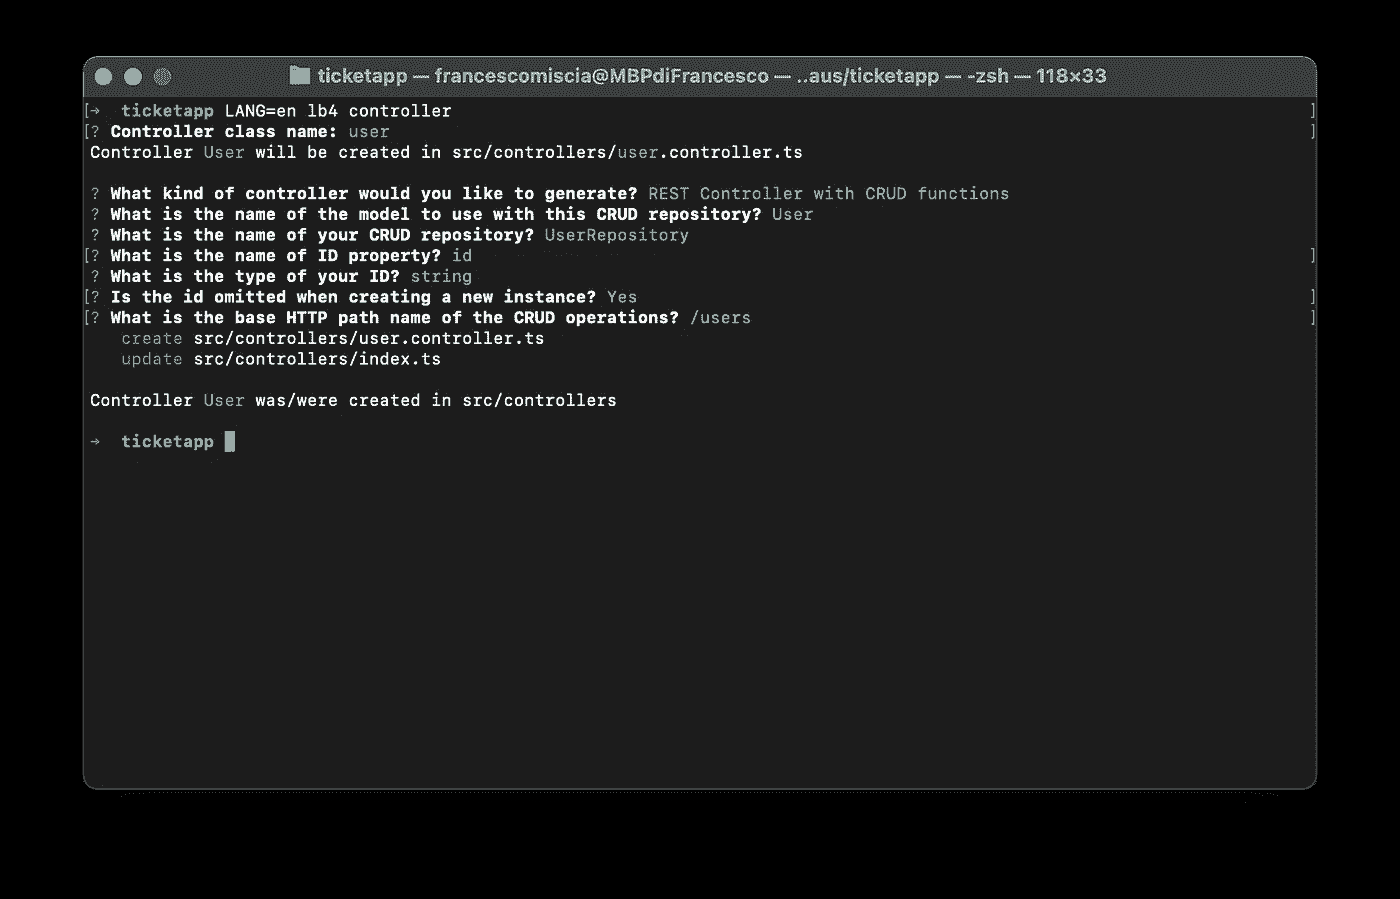 ticketapp — francescomiscia@MBPdiFrancesco — ..aus/ticketapp — -zsh — 118×33
[→  ticketapp LANG=en lb4 controller ]
[? Controller class name: user ]
Controller User will be created in src/controllers/user.controller.ts
? What kind of controller would you like to generate? REST Controller with CRUD functions
? What is the name of the model to use with this CRUD repository? User
? What is the name of your CRUD repository? UserRepository
[? What is the name of ID property? id ]
? What is the type of your ID? string
[? Is the id omitted when creating a new instance? Yes ]
[? What is the base HTTP path name of the CRUD operations? /users ]
create src/controllers/user.controller.ts
update src/controllers/index.ts
Controller User was/were created in src/controllers
→  ticketapp